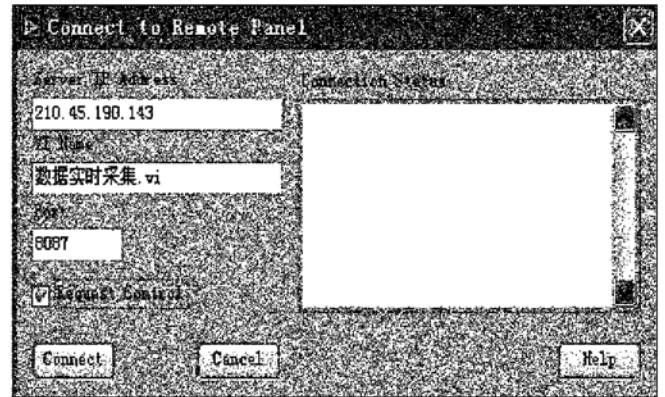 Connect to Remote Panel
Server IP Address
210.45.190.143
VI Name
数据实时采集.vi
Port
8087
Request Control
Connection Status
Connect
Cancel
Help